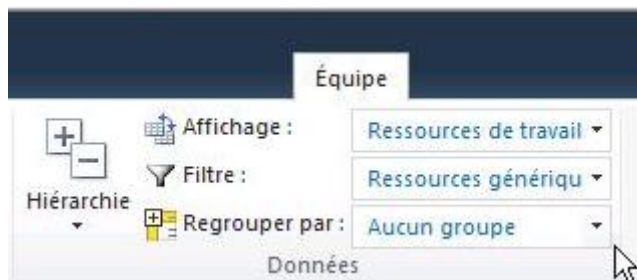 Équipe
Hiérarchie
Affichage :
Ressources de travail
Filtre :
Ressources génériqu
Regrouper par :
Aucun groupe
Données